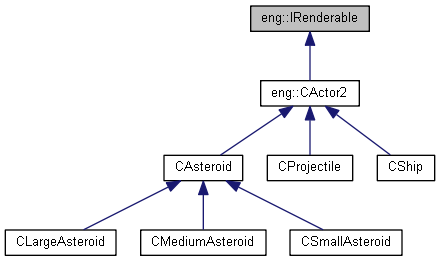 eng::IRenderable
eng::CActor2
CAsteroid
CProjectile
CShip
CLargeAsteroid
CMediumAsteroid
CSmallAsteroid